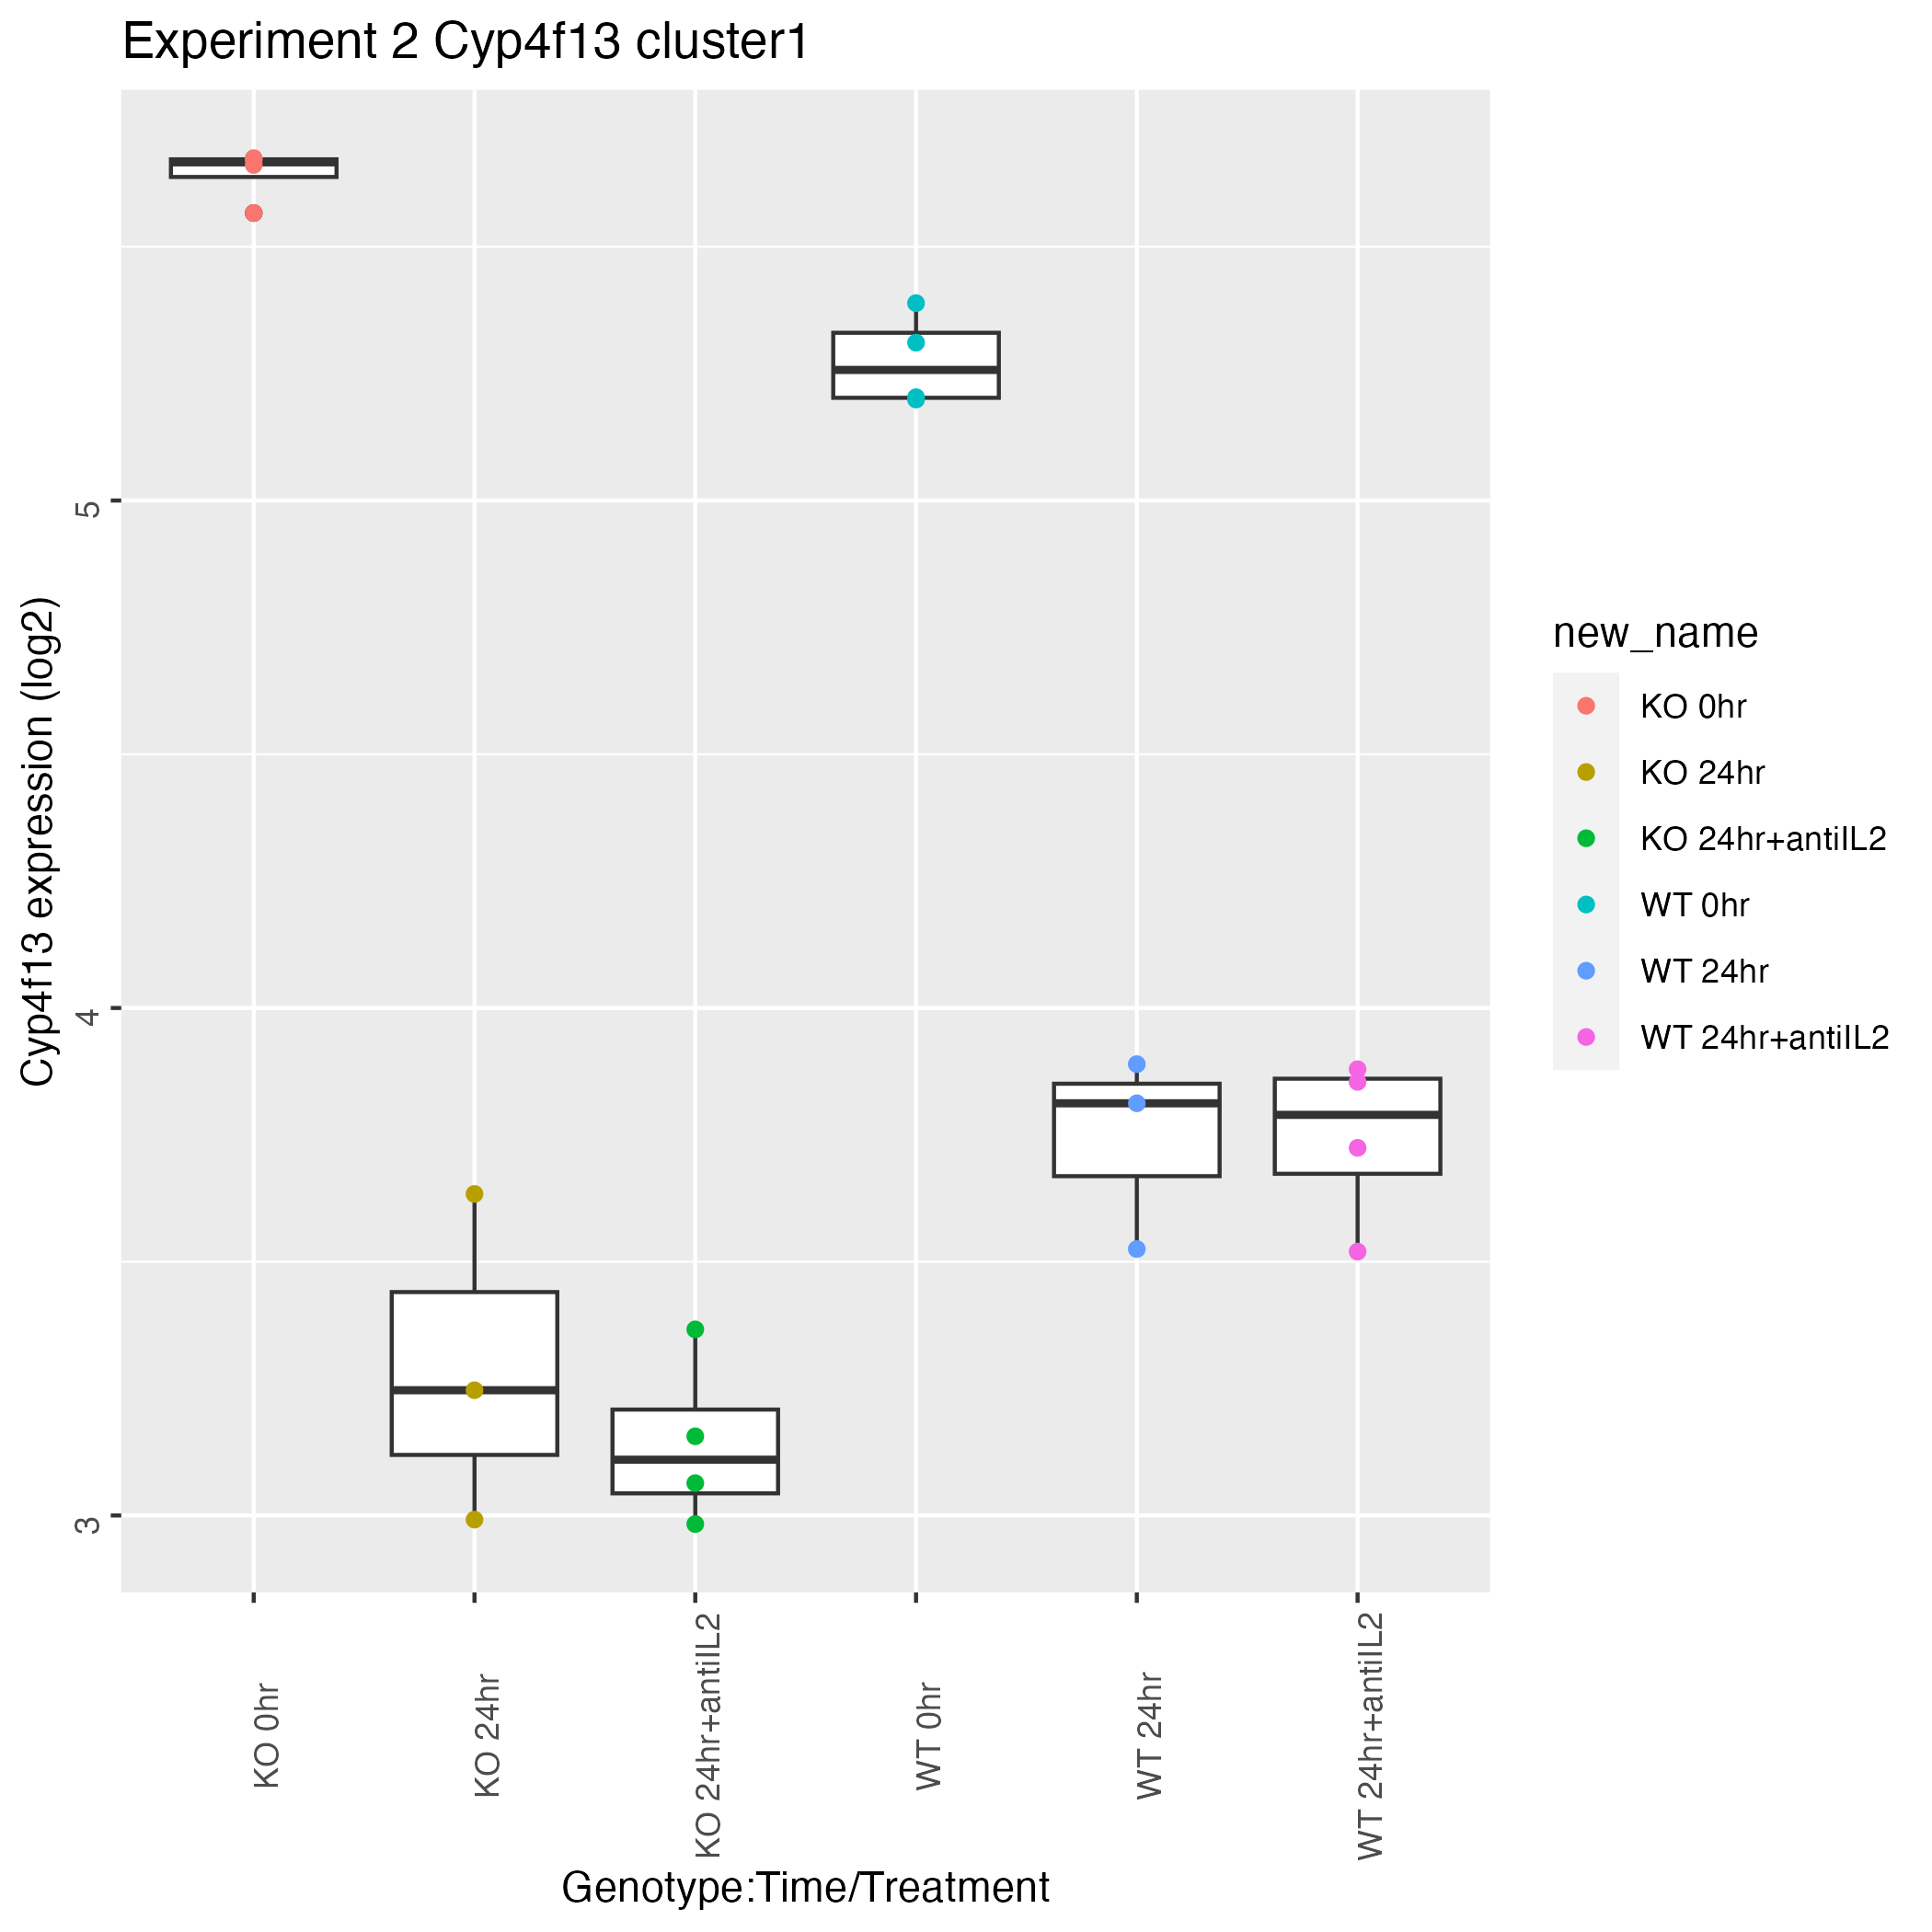 Experiment 2 Cyp4f13 cluster1
Cyp4f13 expression (log2)
5
4
3
KO 0hr
KO 24hr
KO 24hr+antiIL2
WT 0hr
WT 24hr
WT 24hr+antiIL2
Genotype:Time/Treatment
new_name
KO 0hr
KO 24hr
KO 24hr+antiIL2
WT 0hr
WT 24hr
WT 24hr+antiIL2